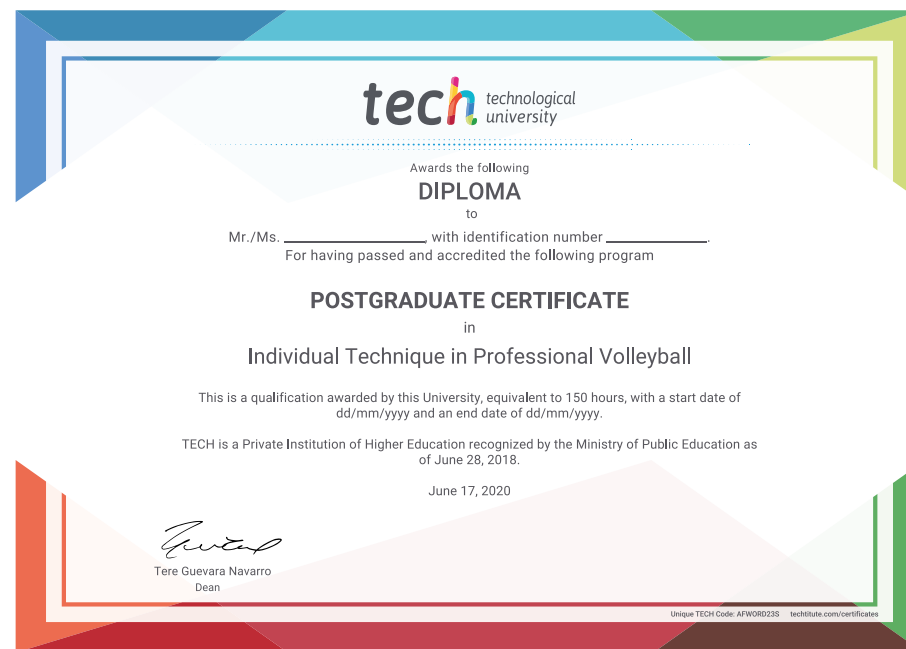 tech technological
university
Awards the following
DIPLOMA
to
Mr./Ms. ____________________, with identification number ______________.
For having passed and accredited the following program
POSTGRADUATE CERTIFICATE
in
Individual Technique in Professional Volleyball
This is a qualification awarded by this University, equivalent to 150 hours, with a start date of
dd/mm/yyyy and an end date of dd/mm/yyyy.
TECH is a Private Institution of Higher Education recognized by the Ministry of Public Education as
of June 28, 2018.
June 17, 2020
Tere Guevara Navarro
Dean
Unique TECH Code: AFWORD23S techtitute.com/certificates